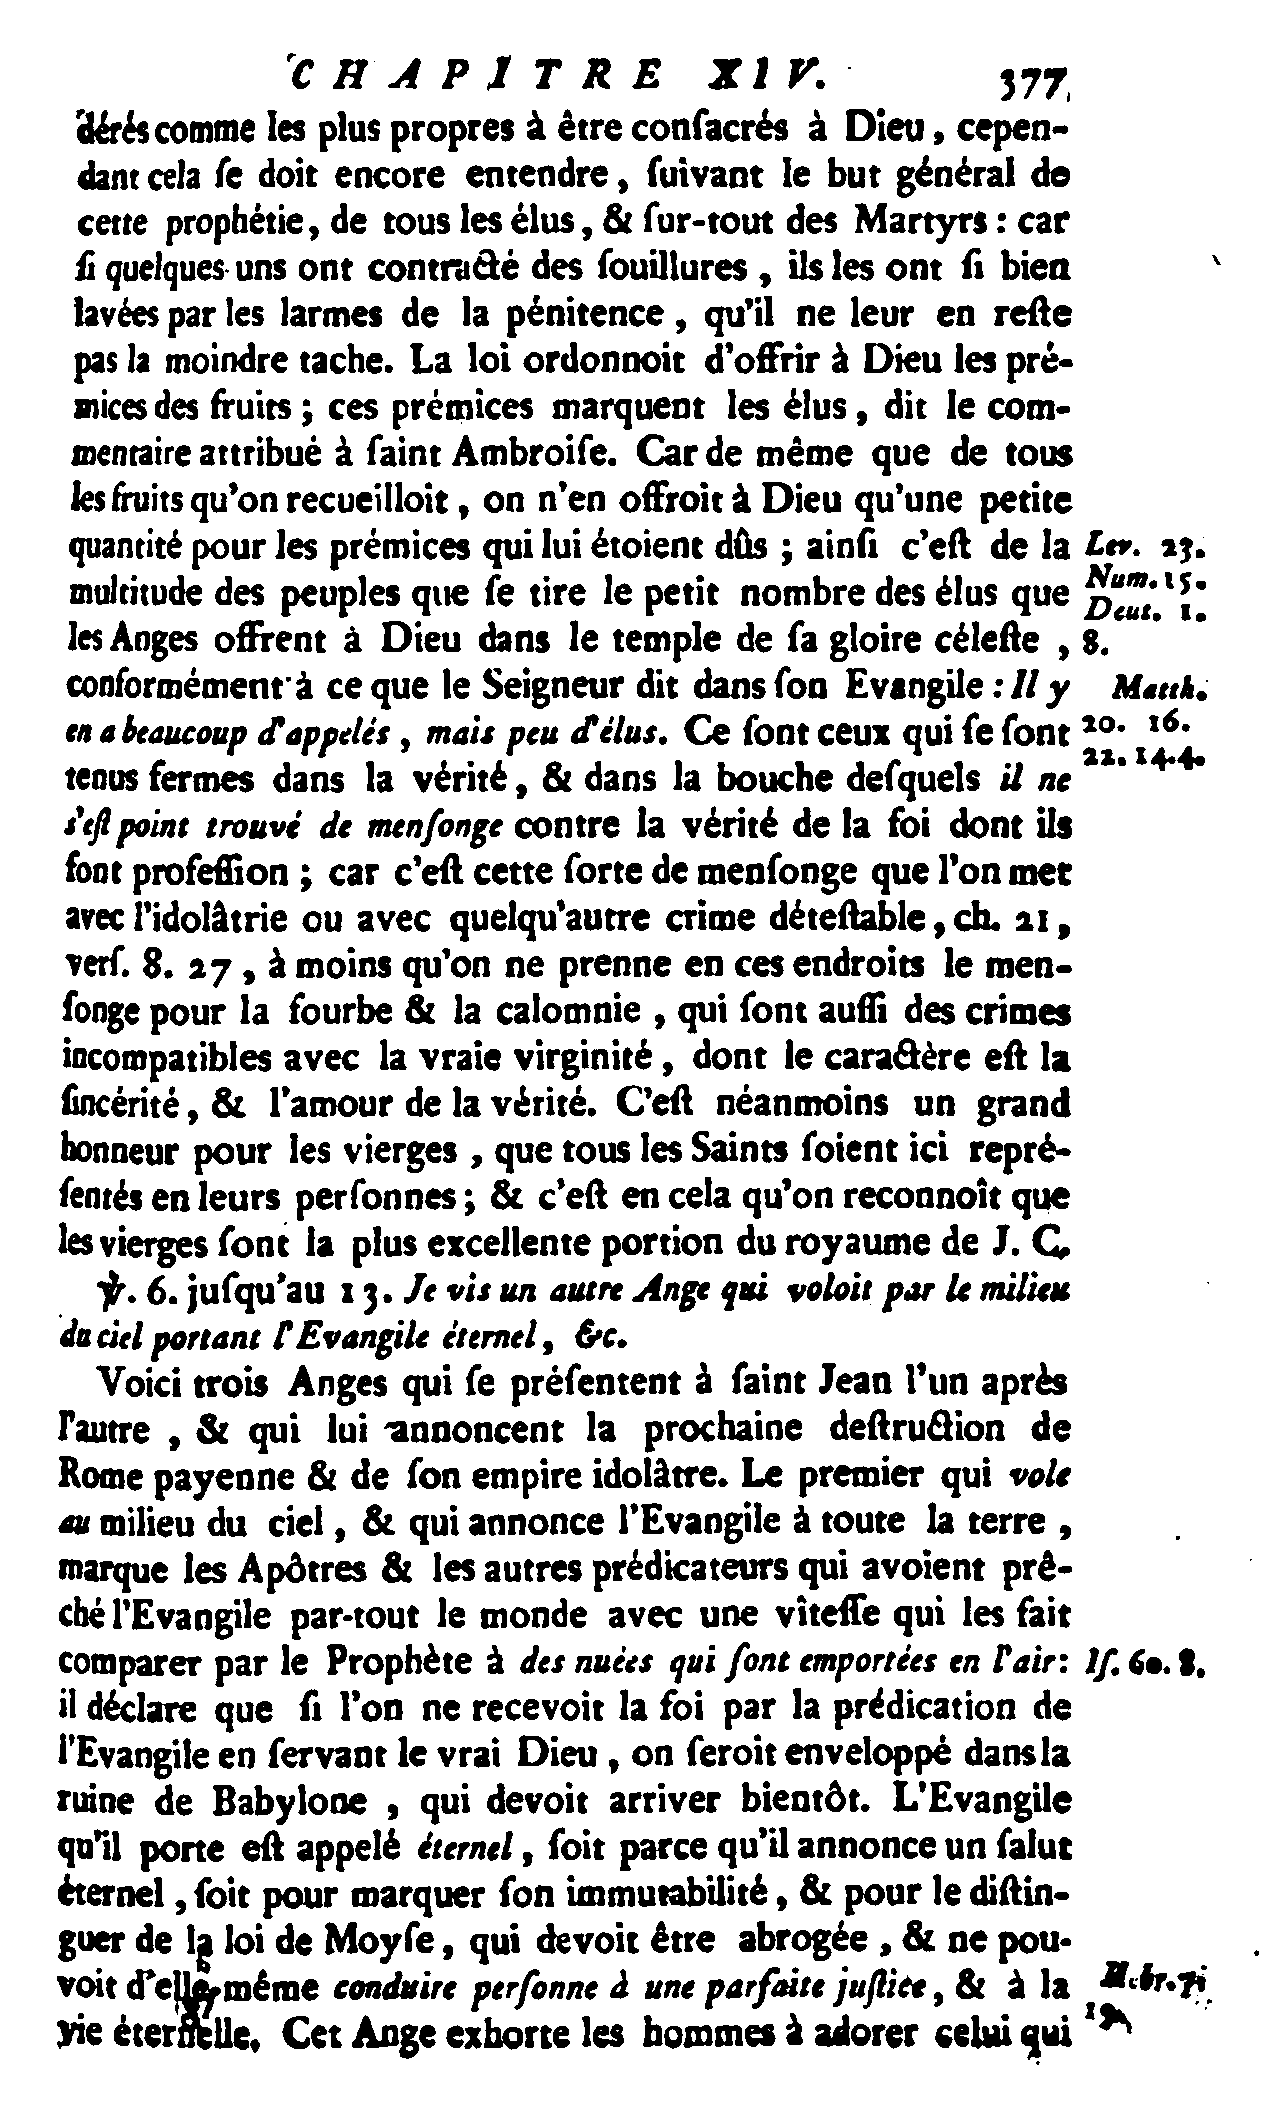 CHAPITRE XIV. 377
dérés comme les plus propres à être conſacrés à Dieu, cepen-
dant cela ſe doit encore entendre, ſuivant le but général de
cette prophétie, de tous les élus, & ſur-tout des Martyrs : car
ſi quelques-uns ont contracté des ſouillures, ils les ont ſi bien
lavées par les larmes de la pénitence, qu'il ne leur en reſte
pas la moindre tache. La loi ordonnoit d'offrir à Dieu les pré-
mices des fruits ; ces prémices marquent les élus, dit le com-
mentaire attribué à ſaint Ambroiſe. Car de même que de tous
les fruits qu'on recueilloit, on n'en offroit à Dieu qu'une petite
quantité pour les prémices qui lui étoient dûs ; ainſi c'eſt de la
Lev. 23.
multitude des peuples que ſe tire le petit nombre des élus que
Num. 15.
Deut. 1.
les Anges offrent à Dieu dans le temple de ſa gloire céleſte,
8.
conformément à ce que le Seigneur dit dans ſon Evangile : Il y
Matth.
en a beaucoup d'appelés, mais peu d'élus. Ce ſont ceux qui ſe ſont
20. 16.
22. 14.4.
tenus fermes dans la vérité, & dans la bouche deſquels il ne
s'eſt point trouvé de menſonge contre la vérité de la foi dont ils
font profeſſion ; car c'eſt cette ſorte de menſonge que l'on met
avec l'idolâtrie ou avec quelqu'autre crime déteſtable, ch. 21,
verſ. 8. 27, à moins qu'on ne prenne en ces endroits le men-
ſonge pour la fourbe & la calomnie, qui ſont auſſi des crimes
incompatibles avec la vraie virginité, dont le caractère eſt la
ſincérité, & l'amour de la vérité. C'eſt néanmoins un grand
honneur pour les vierges, que tous les Saints ſoient ici repré-
ſentés en leurs perſonnes ; & c'eſt en cela qu'on reconnoît que
les vierges ſont la plus excellente portion du royaume de J. C.
℣. 6. juſqu'au 13. Je vis un autre Ange qui voloit par le milieu
du ciel portant l'Evangile éternel, &c.
Voici trois Anges qui ſe préſentent à ſaint Jean l'un après
l'autre, & qui lui annoncent la prochaine deſtruction de
Rome payenne & de ſon empire idolâtre. Le premier qui vole
au milieu du ciel, & qui annonce l'Evangile à toute la terre,
marque les Apôtres & les autres prédicateurs qui avoient prê-
ché l'Evangile par-tout le monde avec une vîteſſe qui les fait
comparer par le Prophète à des nuées qui ſont emportées en l'air :
Iſ. 60. 8.
il déclare que ſi l'on ne recevoit la foi par la prédication de
l'Evangile en ſervant le vrai Dieu, on ſeroit enveloppé dans la
ruine de Babylone, qui devoit arriver bientôt. L'Evangile
qu'il porte eſt appelé éternel, ſoit parce qu'il annonce un ſalut
éternel, ſoit pour marquer ſon immutabilité, & pour le diſtin-
guer de la loi de Moyſe, qui devoit être abrogée, & ne pou-
voit d'elle-même conduire perſonne à une parfaite juſtice, & à la
Hebr. 7.
vie éternelle. Cet Ange exhorte les hommes à adorer celui qui
19.